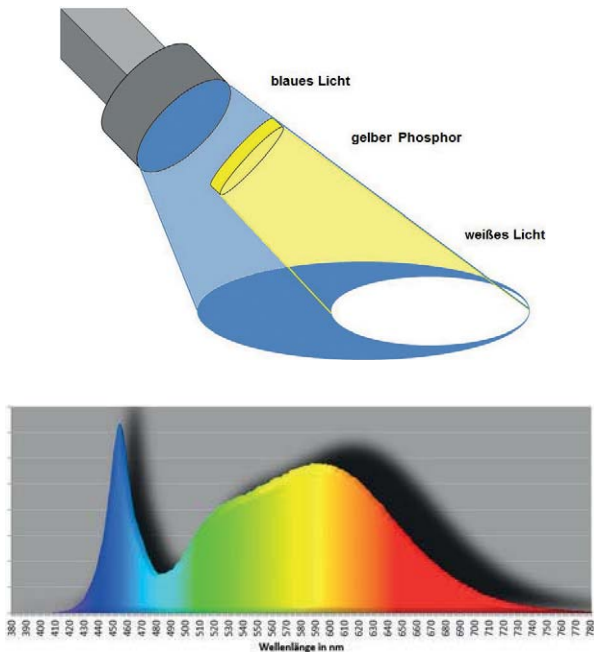 blaues Licht
gelber Phosphor
weißes Licht
380 390 400 410 420 430 440 450 460 470 480 490 500 510 520 530 540 550 560 570 580 590 600 610 620 630 640 650 660 670 680 690 700 710 720 730 740 750 760 770 780
Wellenlänge in nm